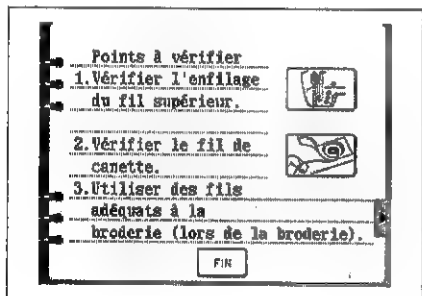 Points à vérifier
1.Vérifier l'enfilage
du fil supérieur.
2.Vérifier le fil de
canette.
3.Utiliser des fils
adéquats à la
broderie (lors de la broderie).
FIN